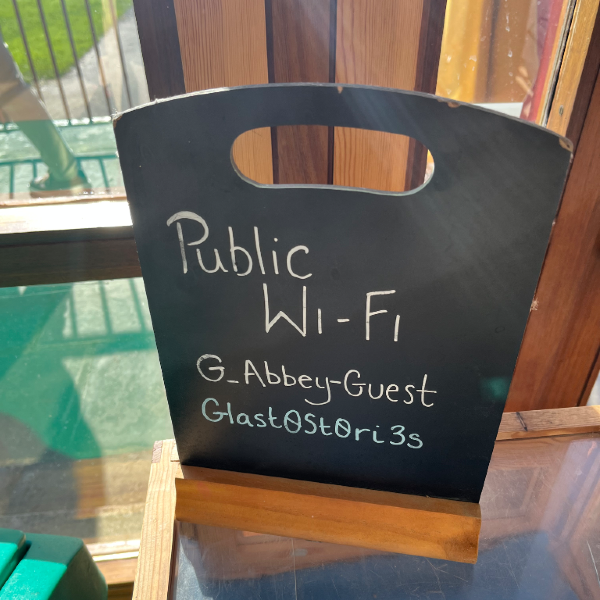 Public
Wi-Fi
G_Abbey-Guest
Glast0St0ri3s